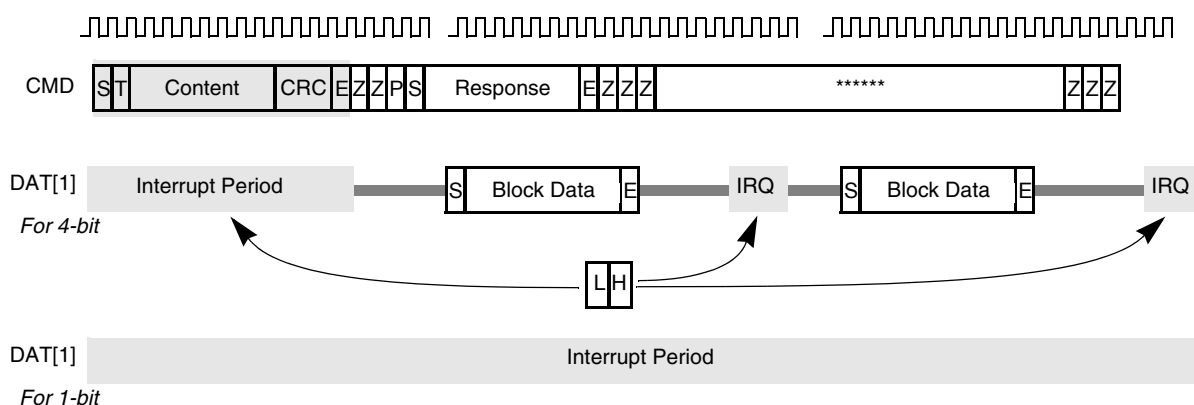 CMD S T Content CRC E Z Z P S Response E Z Z Z ****** Z Z Z
DAT[1] Interrupt Period S Block Data E IRQ S Block Data E IRQ
For 4-bit
L H
DAT[1] Interrupt Period
For 1-bit